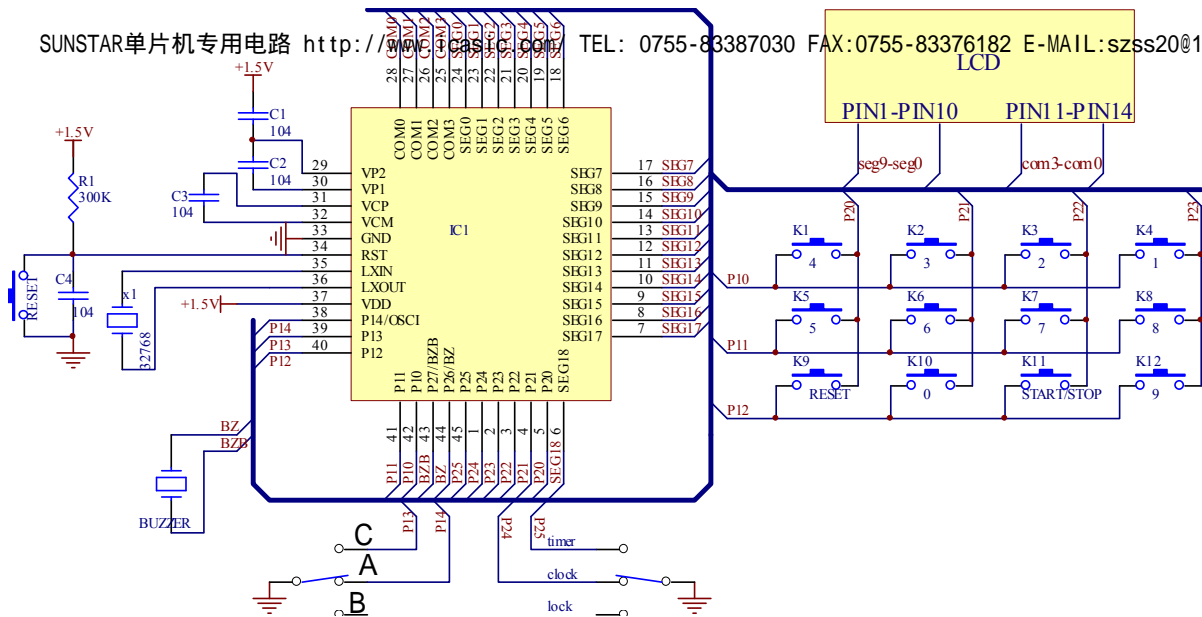 SUNSTAR单片机专用电路 http://www.icasic.com/ TEL: 0755-83387030 FAX:0755-83376182 E-MAIL:szss20@1
COM0 COM1 COM2 COM3 SEG0 SEG1 SEG2 SEG3 SEG4 SEG5 SEG6
28 27 26 25 24 23 22 21 20 19 18
COM0 COM1 COM2 COM3 SEG0 SEG1 SEG2 SEG3 SEG4 SEG5 SEG6
LCD
PIN1-PIN10 PIN11-PIN14
seg9-seg0 com3-com0
+1.5V
C1
104
C2
104
C3
104
+1.5V
R1
300K
C4
104
RESET
x1
32768
+1.5V
IC1
29 VP2
30 VP1
31 VCP
32 VCM
33 GND
34 RST
35 LXIN
36 LXOUT
37 VDD
38 P14/OSCI
39 P13
40 P12
P14
P13
P12
SEG7 17 SEG7
SEG8 16 SEG8
SEG9 15 SEG9
SEG10 14 SEG10
SEG11 13 SEG11
SEG12 12 SEG12
SEG13 11 SEG13
SEG14 10 SEG14
SEG15 9 SEG15
SEG16 8 SEG16
SEG17 7 SEG17
P11 P10 P27/BZB P26/BZ P25 P24 P23 P22 P21 P20 SEG18
41 42 43 44 45 1 2 3 4 5 6
P11 P10 BZB BZ P25 P24 P23 P22 P21 P20 SEG18
P20 P21 P22 P23
K1 K2 K3 K4
4 3 2 1
P10
K5 K6 K7 K8
5 6 7 8
P11
K9 K10 K11 K12
RESET 0 START/STOP 9
P12
BZ
BZB
BUZZER
P13 P14 P24 P25
C
A
B
timer
clock
lock